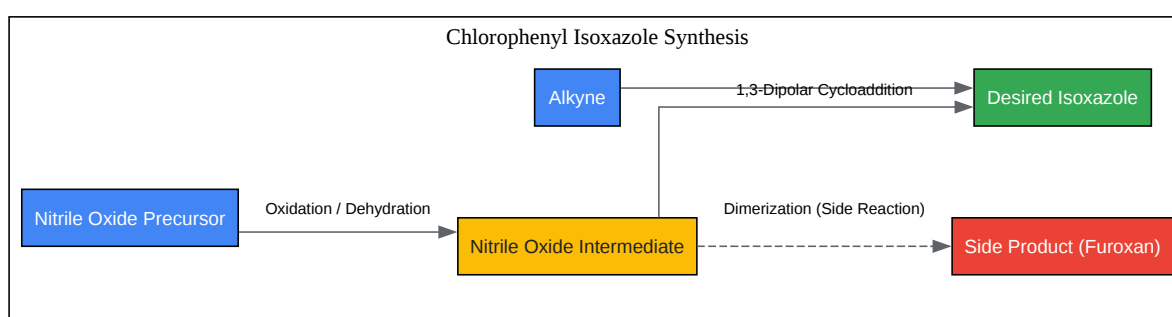 Chlorophenyl Isoxazole Synthesis
Alkyne
1,3-Dipolar Cycloaddition
Desired Isoxazole
Nitrile Oxide Precursor
Oxidation / Dehydration
Nitrile Oxide Intermediate
Dimerization (Side Reaction)
Side Product (Furoxan)